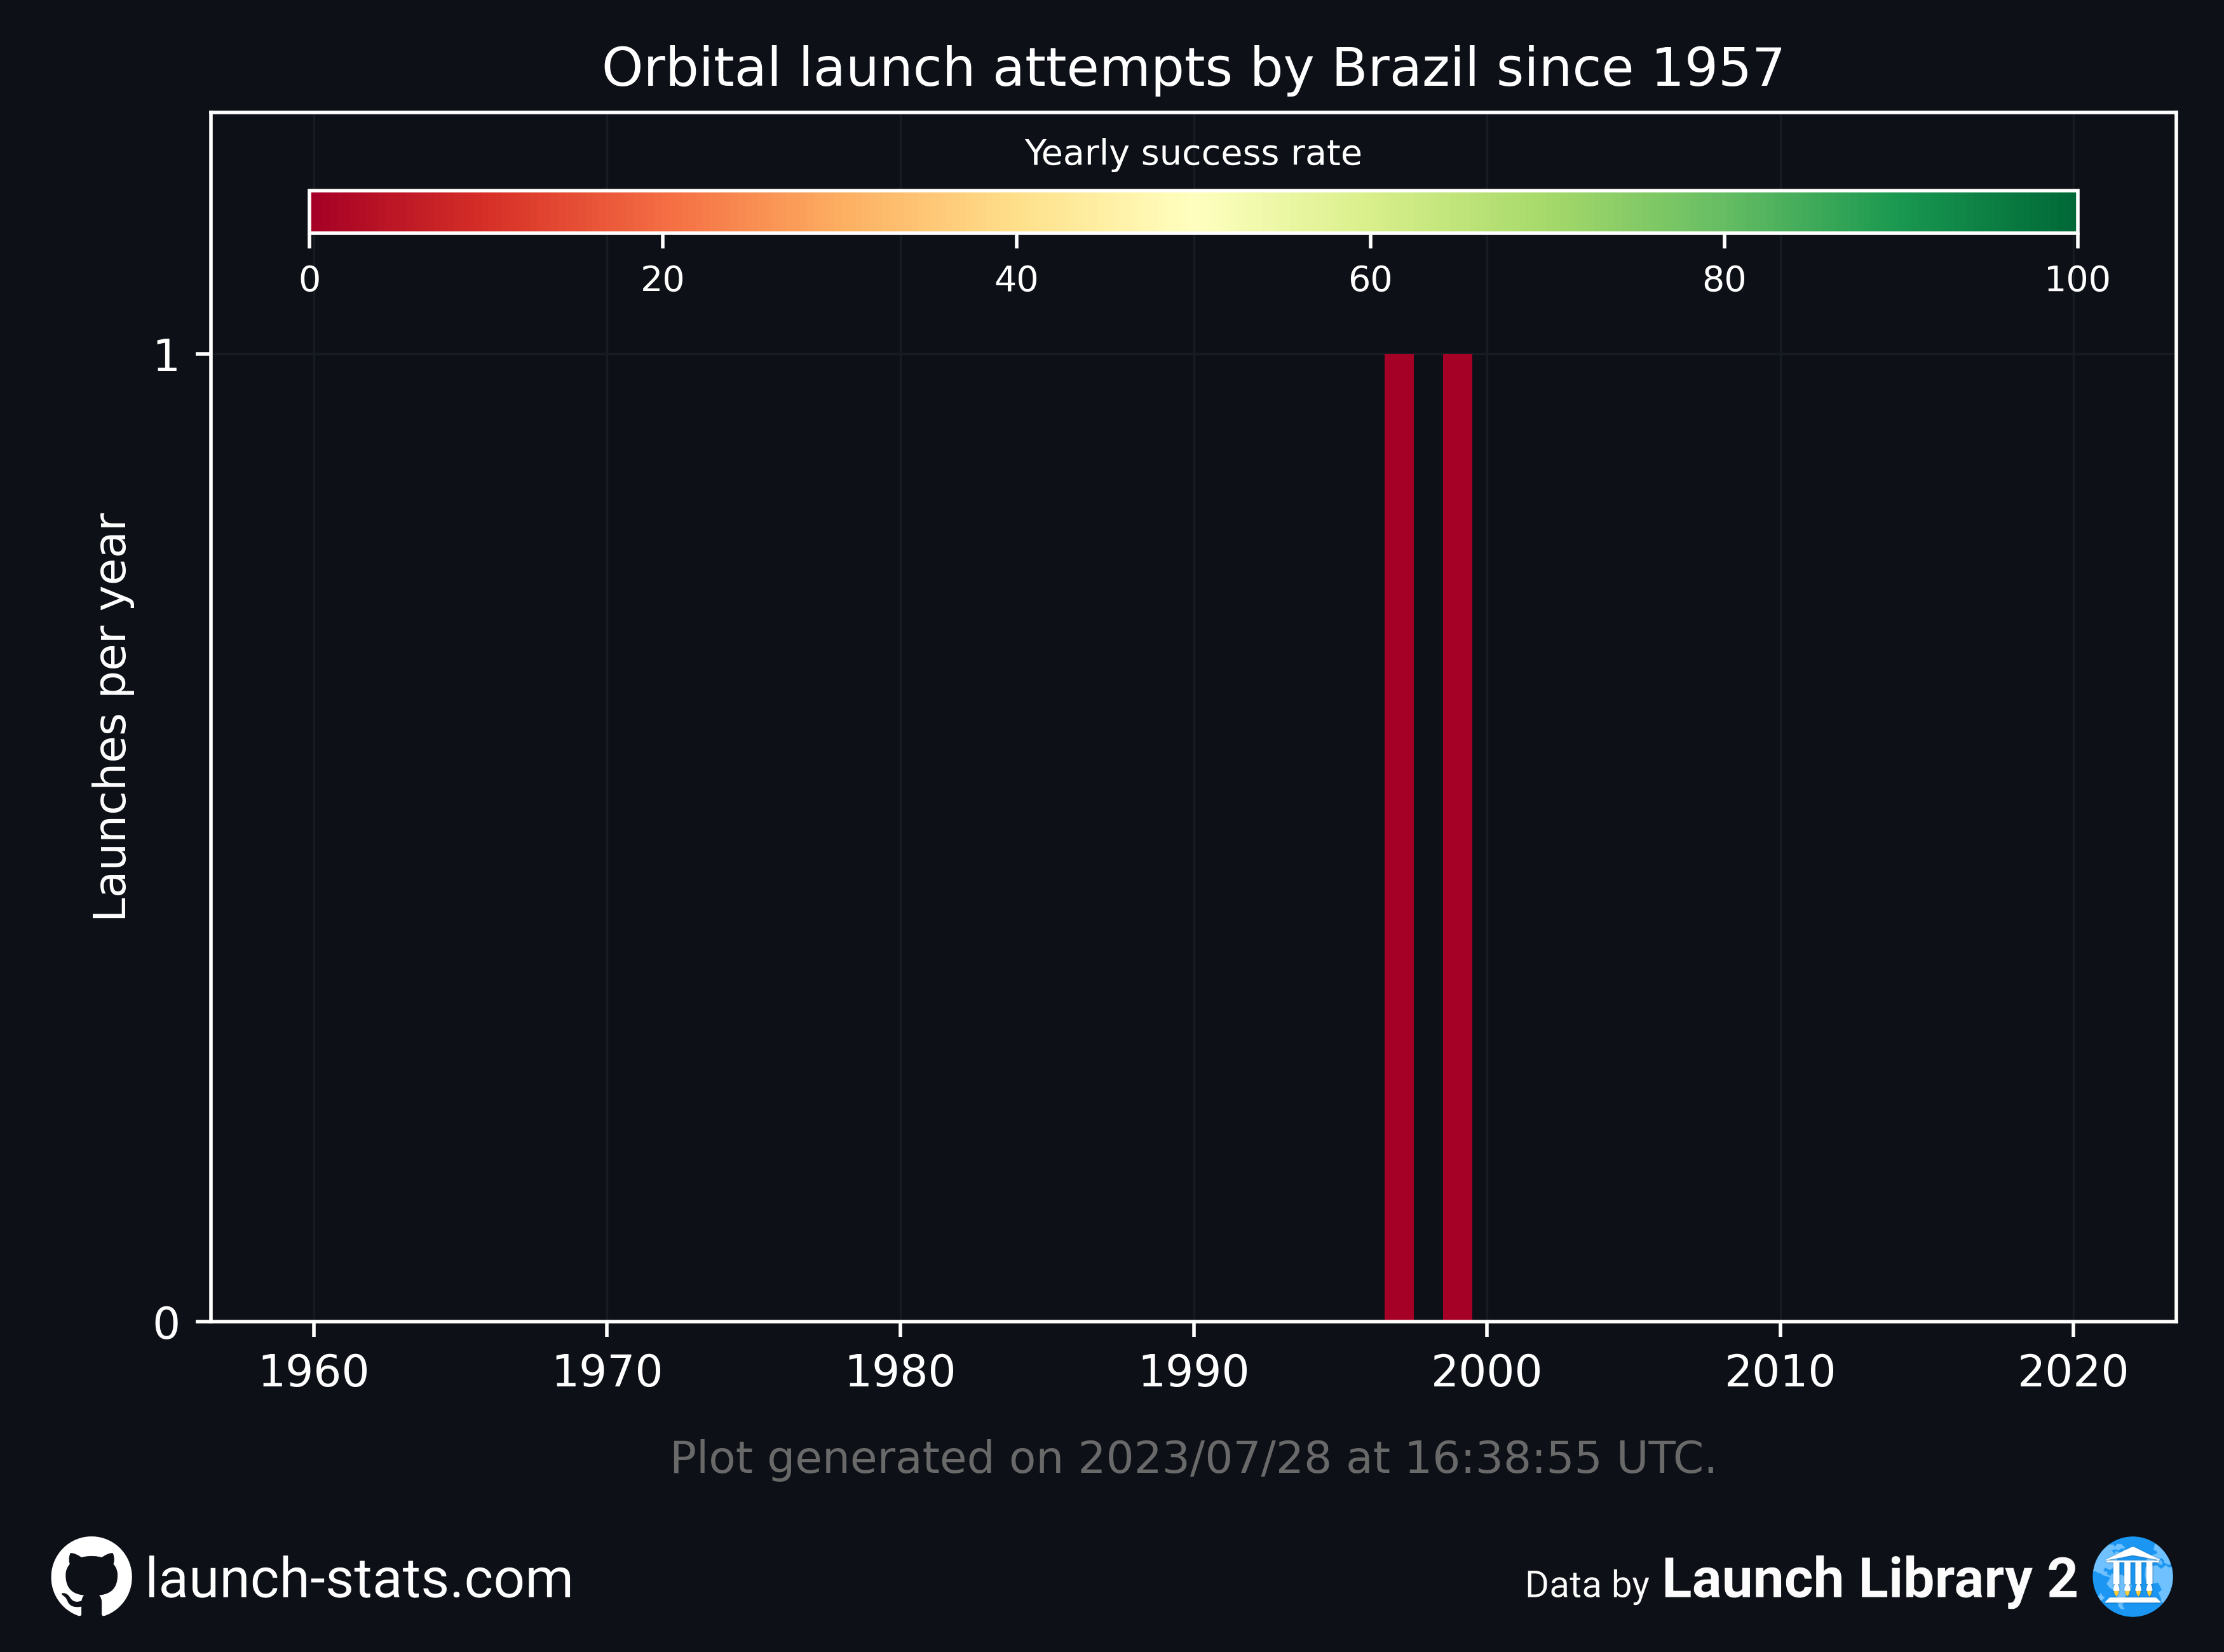 Orbital launch attempts by Brazil since 1957
Yearly success rate
0 20 40 60 80 100
1
Launches per year
0
1960 1970 1980 1990 2000 2010 2020
Plot generated on 2023/07/28 at 16:38:55 UTC.
launch-stats.com
Data by Launch Library 2